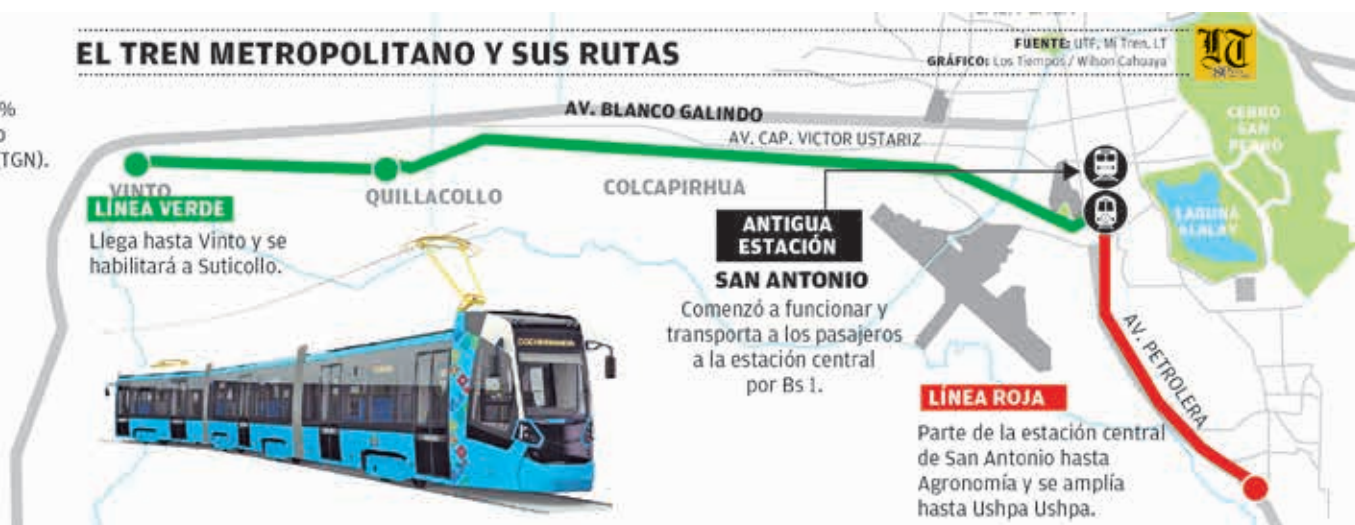 EL TREN METROPOLITANO Y SUS RUTAS
FUENTE: UTF, Mi Tren, LT
GRÁFICO: Los Tiempos / Wilson Cahuaya
LT
%
TGN).
AV. BLANCO GALINDO
AV. CAP. VICTOR USTARIZ
CERRO
SAN
PEDRO
VINTO
QUILLACOLLO
COLCAPIRHUA
LAGUNA
ALALAY
LÍNEA VERDE
Llega hasta Vinto y se
habilitará a Suticollo.
ANTIGUA
ESTACIÓN
SAN ANTONIO
Comenzó a funcionar y
transporta a los pasajeros
a la estación central
por Bs 1.
COCHABAMBA
AV. PETROLERA
LÍNEA ROJA
Parte de la estación central
de San Antonio hasta
Agronomía y se amplía
hasta Ushpa Ushpa.